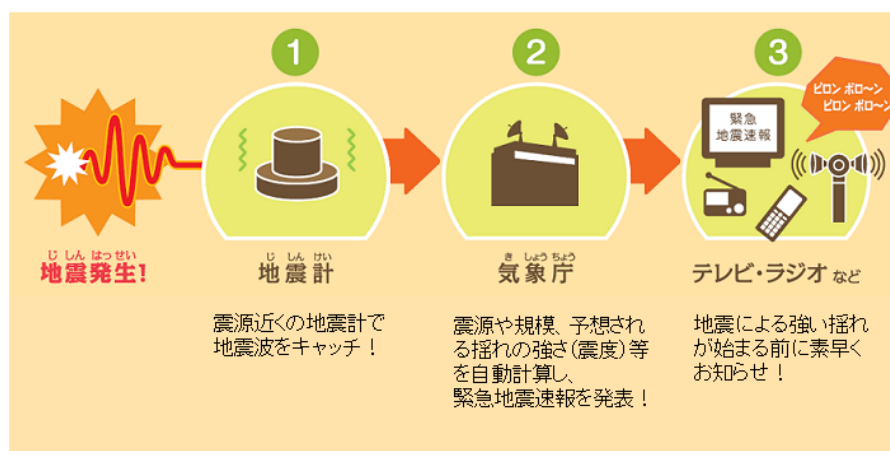 1
2
3
ピロン ポロ〜ン
ピロン ポロ〜ン
緊急
地震速報
じ しん はっせい
地震発生!
じ しん けい
地震計
き しょうちょう
気象庁
テレビ・ラジオ など
震源近くの地震計で
地震波をキャッチ！
震源や規模、予想され
る揺れの強さ(震度)等
を自動計算し、
緊急地震速報を発表！
地震による強い揺れ
が始まる前に素早く
お知らせ！